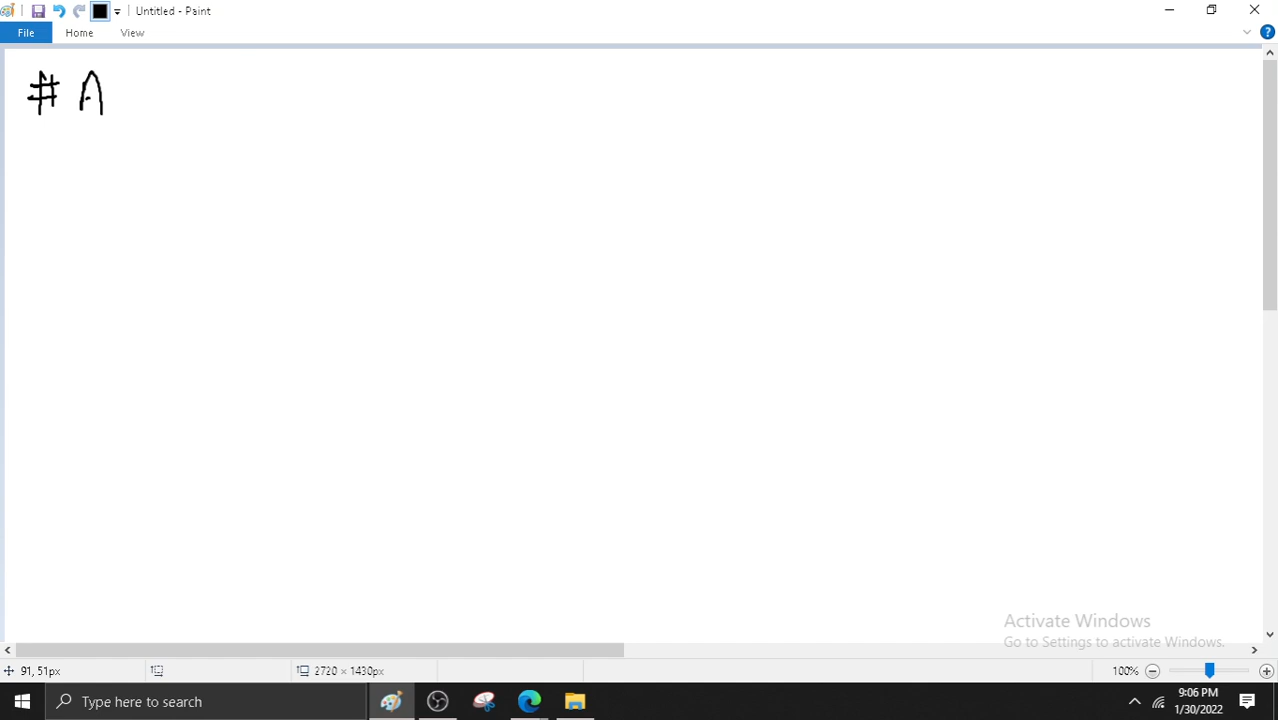 Untitled - Paint
File Home View
# A
Activate Windows
Go to Settings to activate Windows.
91, 51px 2720 × 1430px 100%
Type here to search
9:06 PM
1/30/2022